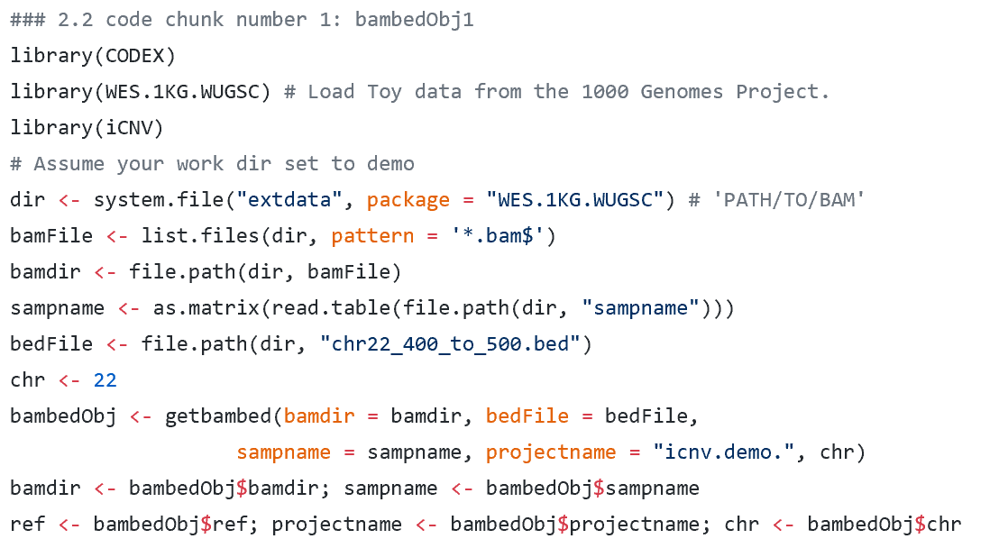 ### 2.2 code chunk number 1: bambedObj1
library(CODEX)
library(WES.1KG.WUGSC) # Load Toy data from the 1000 Genomes Project.
library(iCNV)
# Assume your work dir set to demo
dir <- system.file("extdata", package = "WES.1KG.WUGSC") # 'PATH/TO/BAM'
bamFile <- list.files(dir, pattern = '*.bam$')
bamdir <- file.path(dir, bamFile)
sampname <- as.matrix(read.table(file.path(dir, "sampname")))
bedFile <- file.path(dir, "chr22_400_to_500.bed")
chr <- 22
bambedObj <- getbambed(bamdir = bamdir, bedFile = bedFile,
                   sampname = sampname, projectname = "icnv.demo.", chr)
bamdir <- bambedObj$bamdir; sampname <- bambedObj$sampname
ref <- bambedObj$ref; projectname <- bambedObj$projectname; chr <- bambedObj$chr